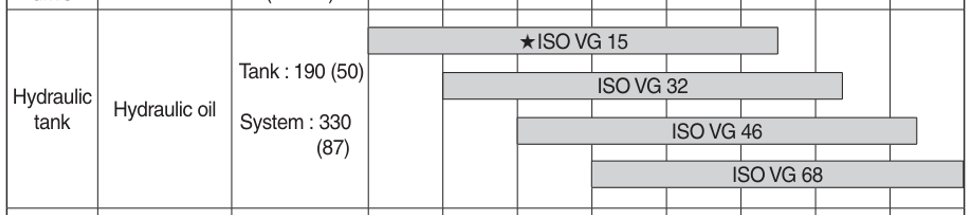 Hydraulic
tank
Hydraulic oil
Tank : 190 (50)
System : 330
(87)
★ISO VG 15
ISO VG 32
ISO VG 46
ISO VG 68